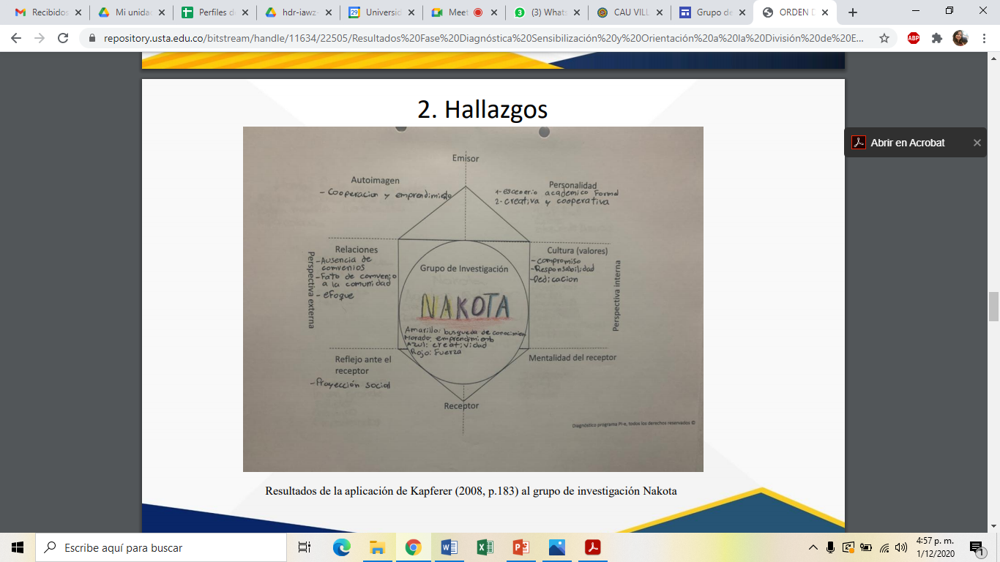 Recibidos
Mi unidad
Perfiles d
hdr-iawz-
Universid
Meet
(3) Whats
CAU VILL
Grupo de
ORDEN D
repository.usta.edu.co/bitstream/handle/11634/22505/Resultados%20Fase%20Diagnóstica%20Sensibilización%20y%20Orientación%20a%20la%20División%20de%20E...
ABP
2. Hallazgos
Abrir en Acrobat
Emisor
Autoimagen
- Cooperacion y emprendimieto
Personalidad
1- escenario academico Formal
2- creativa y cooperativa
Relaciones
- Ausencia de
convenios
- Fato de convenio
a la comunidad
- eFoque
Perspectiva externa
Grupo de Investigación
NAKOTA
Amarillo: busqueda de conocimien
Morado: emprendimiento
Azul: creatividad
Rojo: Fuerza
Cultura (valores)
- compromiso
- Responsabilidad
- Dedicacion
Perspectiva interna
Reflejo ante el
receptor
- Proyección social
Mentalidad del receptor
Receptor
Diagnóstico programa PI-e, todos los derechos reservados ©
Resultados de la aplicación de Kapferer (2008, p.183) al grupo de investigación Nakota
Escribe aquí para buscar
4:57 p. m.
1/12/2020
1